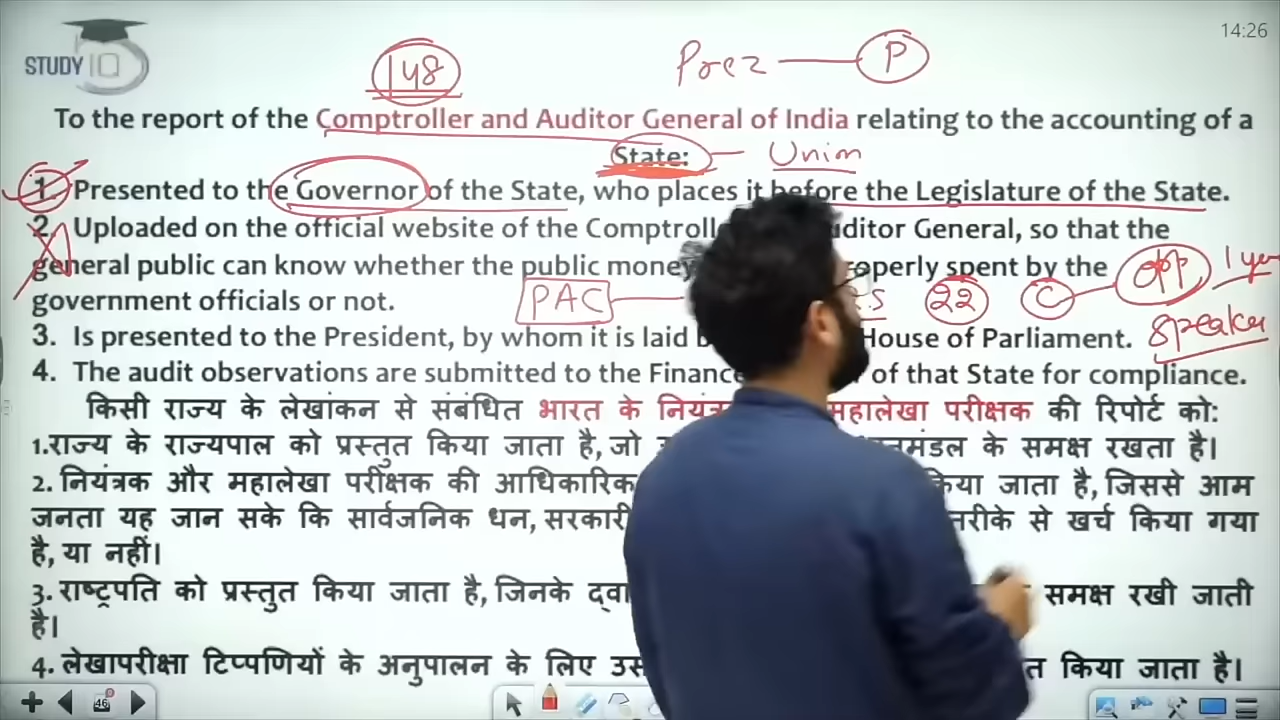 14:26
STUDY IQ
148
Prez P
To the report of the Comptroller and Auditor General of India relating to the accounting of a
State: Union
1. Presented to the Governor of the State, who places it before the Legislature of the State.
2. Uploaded on the official website of the uditor General, so that the
general public can know whether the public money roperly spent by the
opp
government officials or not. PAC 22 C
speaker
3. Is presented to the President, by whom it is laid House of Parliament.
4. The audit observations are submitted to the Finance of that State for compliance.
किसी राज्य के लेखांकन से संबंधित भारत के महालेखा परीक्षक की रिपोर्ट को:
1.राज्य के राज्यपाल को प्रस्तुत किया जाता है, जो के समक्ष रखता है।
2. नियंत्रक और महालेखा परीक्षक की आधिकारिक किया जाता है, जिससे आम
जनता यह जान सके कि सार्वजनिक धन, सरकारी से खर्च किया गया
है, या नहीं।
3. राष्ट्रपति को प्रस्तुत किया जाता है, जिनके समक्ष रखी जाती
है।
4. लेखापरीक्षा टिप्पणियों के अनुपालन के लिए किया जाता है।
46